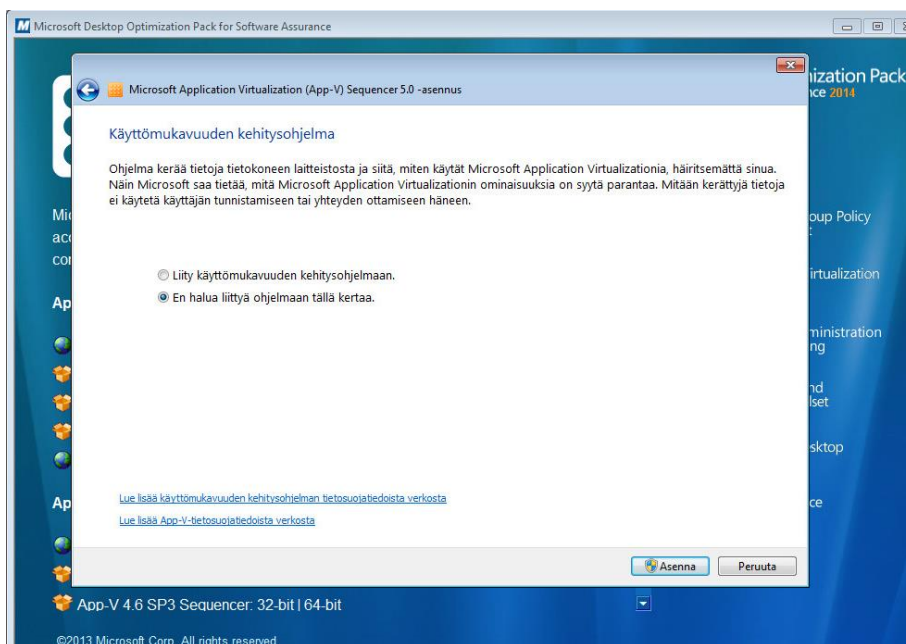 Microsoft Desktop Optimization Pack for Software Assurance
ization Pack
2014
Microsoft Application Virtualization (App-V) Sequencer 5.0 -asennus
Käyttömukavuuden kehitysohjelma
Ohjelma kerää tietoja tietokoneen laitteistosta ja siitä, miten käytät Microsoft Application Virtualizationia, häiritsemättä sinua.
Näin Microsoft saa tietää, mitä Microsoft Application Virtualizationin ominaisuuksia on syytä parantaa. Mitään kerättyjä tietoja
ei käytetä käyttäjän tunnistamiseen tai yhteyden ottamiseen häneen.
Mic
oup Policy
acc
cor
Liity käyttömukavuuden kehitysohjelmaan.
irtualization
En halua liittyä ohjelmaan tällä kertaa.
Ap
ministration
ng
nd
lset
sktop
Lue lisää käyttömukavuuden kehitysohjelman tietosuojatiedoista verkosta
Ap
ce
Lue lisää App-V-tietosuojatiedoista verkosta
Asenna
Peruuta
App-V 4.6 SP3 Sequencer: 32-bit | 64-bit
©2013 Microsoft Corp. All rights reserved